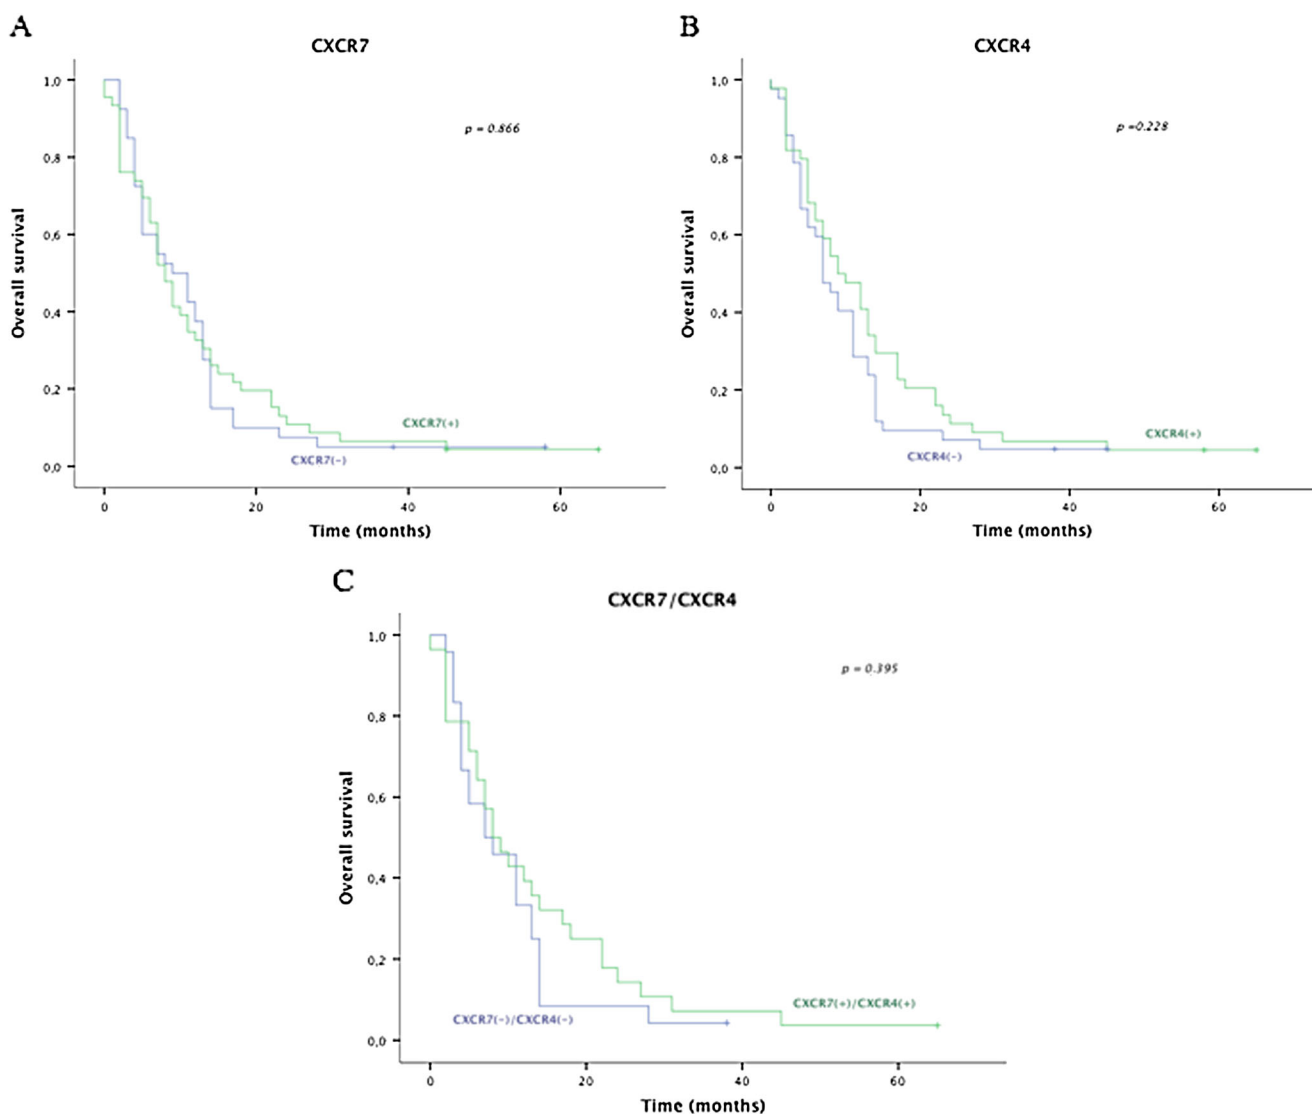 A
CXCR7
1,0
0,8
0,6
0,4
0,2
0,0
Overall survival
p = 0.866
CXCR7(+)
CXCR7(-)
0 20 40 60
Time (months)
B
CXCR4
1,0
0,8
0,6
0,4
0,2
0,0
Overall survival
p =0.228
CXCR4(+)
CXCR4(-)
0 20 40 60
Time (months)
C
CXCR7/CXCR4
1,0
0,8
0,6
0,4
0,2
0,0
Overall survival
p = 0.395
CXCR7(+)/CXCR4(+)
CXCR7(-)/CXCR4(-)
0 20 40 60
Time (months)